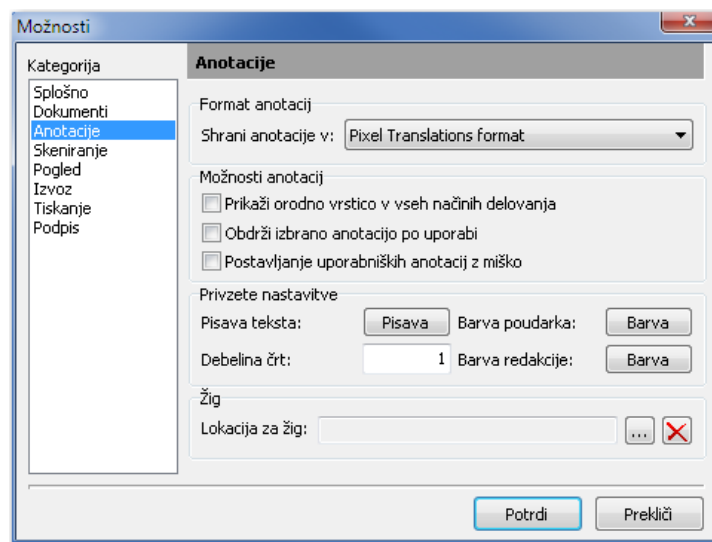 Možnosti
Kategorija
Splošno
Dokumenti
Anotacije
Skeniranje
Pogled
Izvoz
Tiskanje
Podpis
Anotacije
Format anotacij
Shrani anotacije v: Pixel Translations format
Možnosti anotacij
Prikaži orodno vrstico v vseh načinih delovanja
Obdrži izbrano anotacijo po uporabi
Postavljanje uporabniških anotacij z miško
Privzete nastavitve
Pisava teksta: Pisava Barva poudarka: Barva
Debelina črt: 1 Barva redakcije: Barva
Žig
Lokacija za žig: ...
Potrdi Prekliči